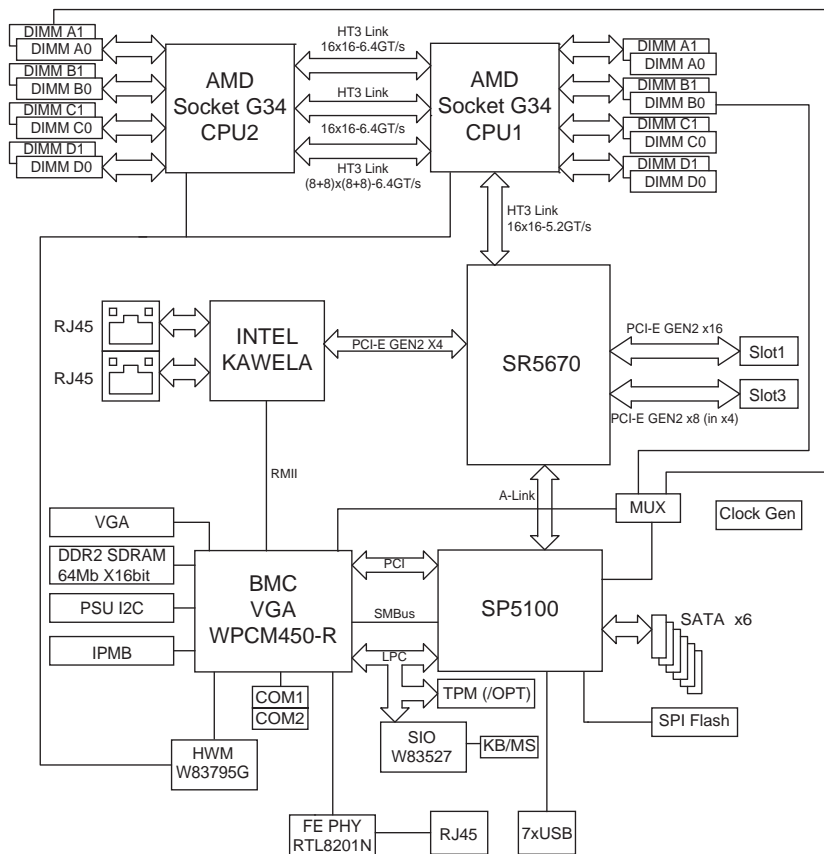 DIMM A1
DIMM A0
DIMM B1
DIMM B0
DIMM C1
DIMM C0
DIMM D1
DIMM D0
AMD
Socket G34
CPU2
HT3 Link
16x16-6.4GT/s
HT3 Link
16x16-6.4GT/s
HT3 Link
(8+8)x(8+8)-6.4GT/s
AMD
Socket G34
CPU1
DIMM A1
DIMM A0
DIMM B1
DIMM B0
DIMM C1
DIMM C0
DIMM D1
DIMM D0
HT3 Link
16x16-5.2GT/s
RJ45
RJ45
INTEL
KAWELA
PCI-E GEN2 X4
SR5670
PCI-E GEN2 x16
Slot1
Slot3
PCI-E GEN2 x8 (in x4)
RMII
A-Link
MUX
Clock Gen
VGA
DDR2 SDRAM
64Mb X16bit
PSU I2C
IPMB
BMC
VGA
WPCM450-R
PCI
SMBus
LPC
SP5100
SATA x6
COM1
COM2
TPM (/OPT)
SPI Flash
HWM
W83795G
SIO
W83527
KB/MS
FE PHY
RTL8201N
RJ45
7xUSB